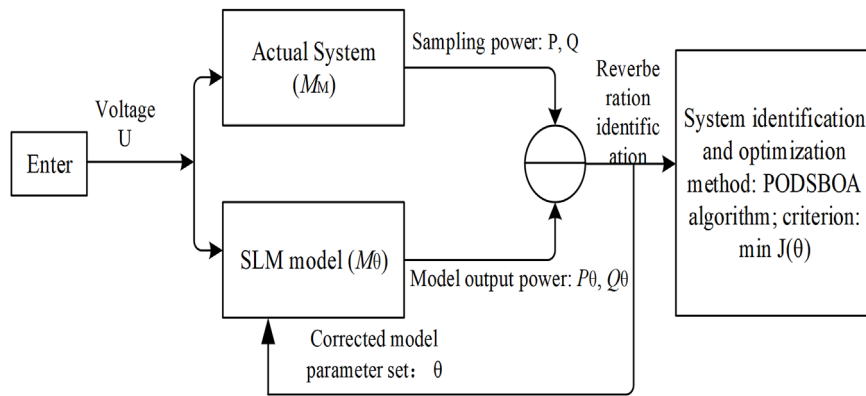 Enter
Voltage
U
Actual System
(MM)
Sampling power: P, Q
SLM model (Mθ)
Model output power: Pθ, Qθ
Corrected model
parameter set: θ
Reverbe
ration
identific
ation
System identification
and optimization
method: PODSBOA
algorithm; criterion:
min J(θ)